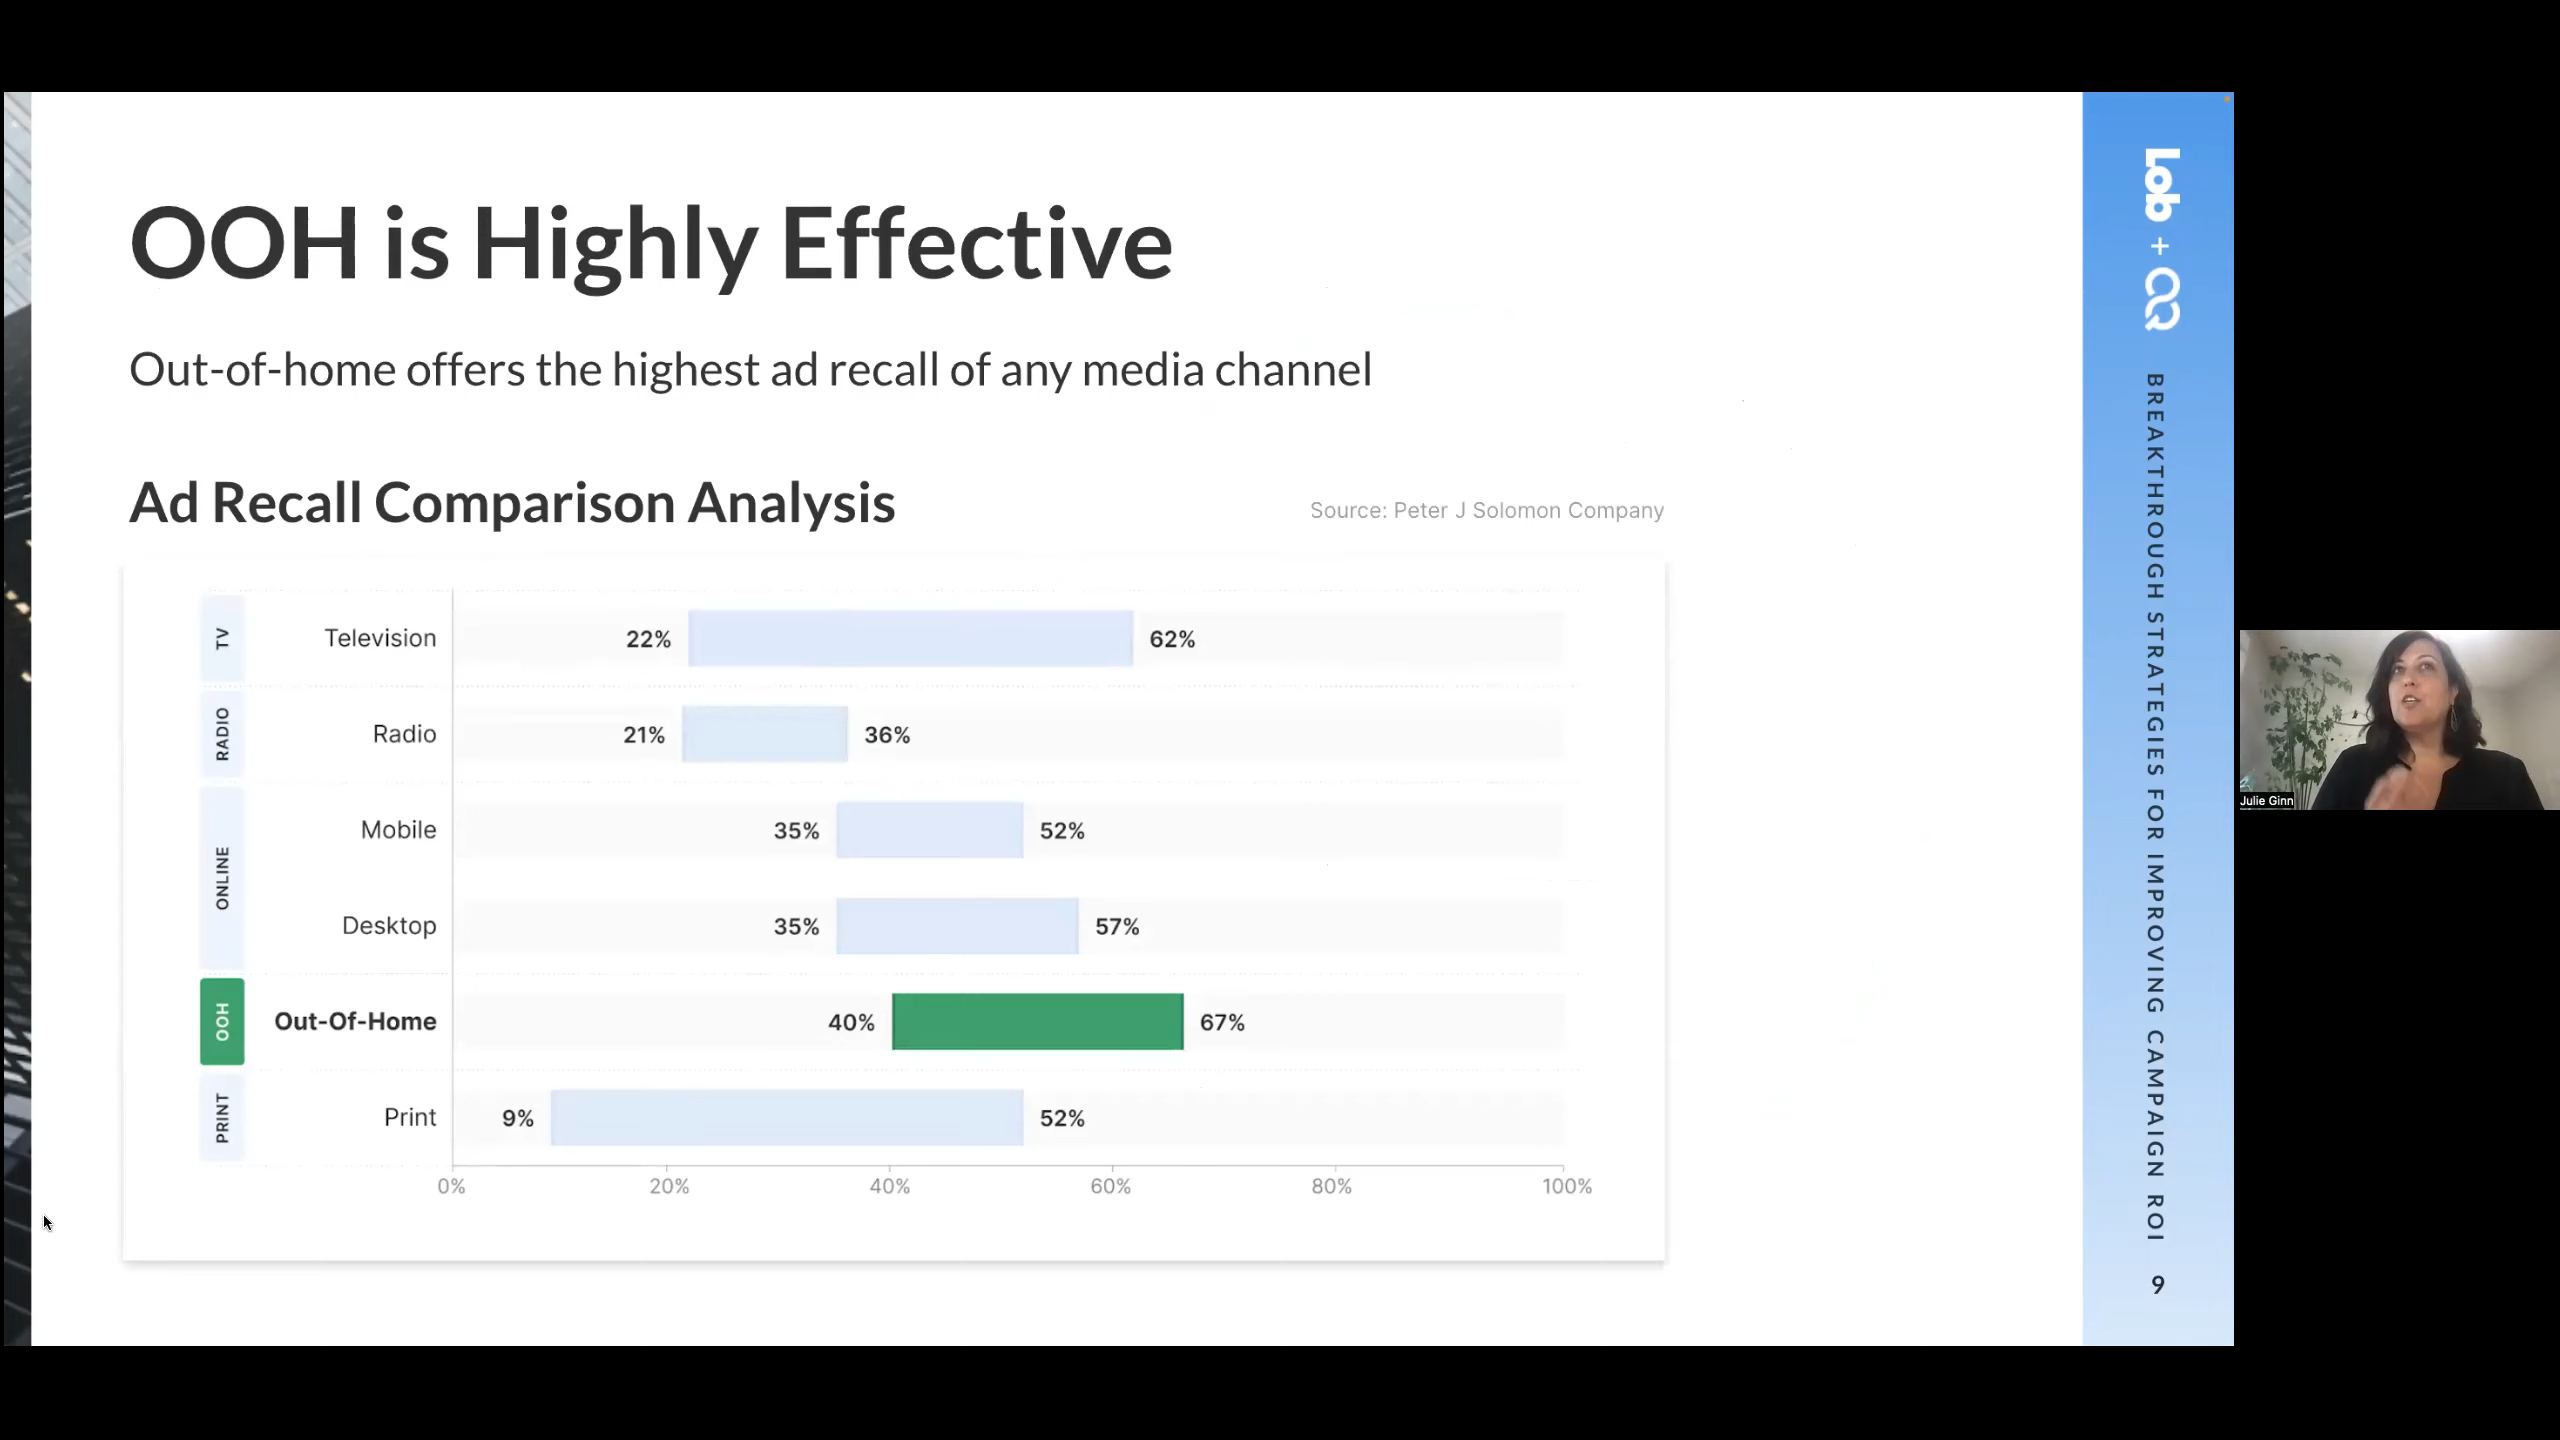 OOH is Highly Effective
Out-of-home offers the highest ad recall of any media channel
Ad Recall Comparison Analysis
Source: Peter J Solomon Company
TV
Television
22%
62%
RADIO
Radio
21%
36%
ONLINE
Mobile
35%
52%
Desktop
35%
57%
OOH
Out-Of-Home
40%
67%
PRINT
Print
9%
52%
0% 20% 40% 60% 80% 100%
Lob +
BREAKTHROUGH STRATEGIES FOR IMPROVING CAMPAIGN ROI
9
Julie Ginn